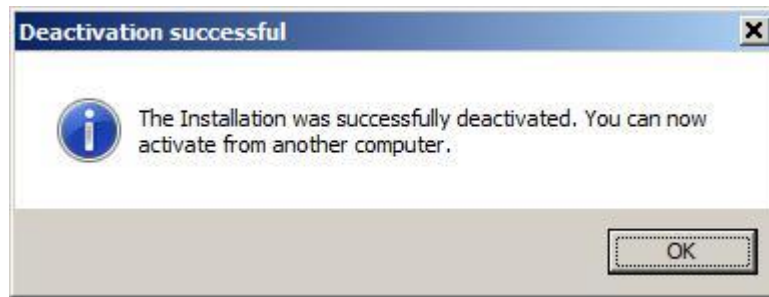 Deactivation successful
The Installation was successfully deactivated. You can now
activate from another computer.
OK